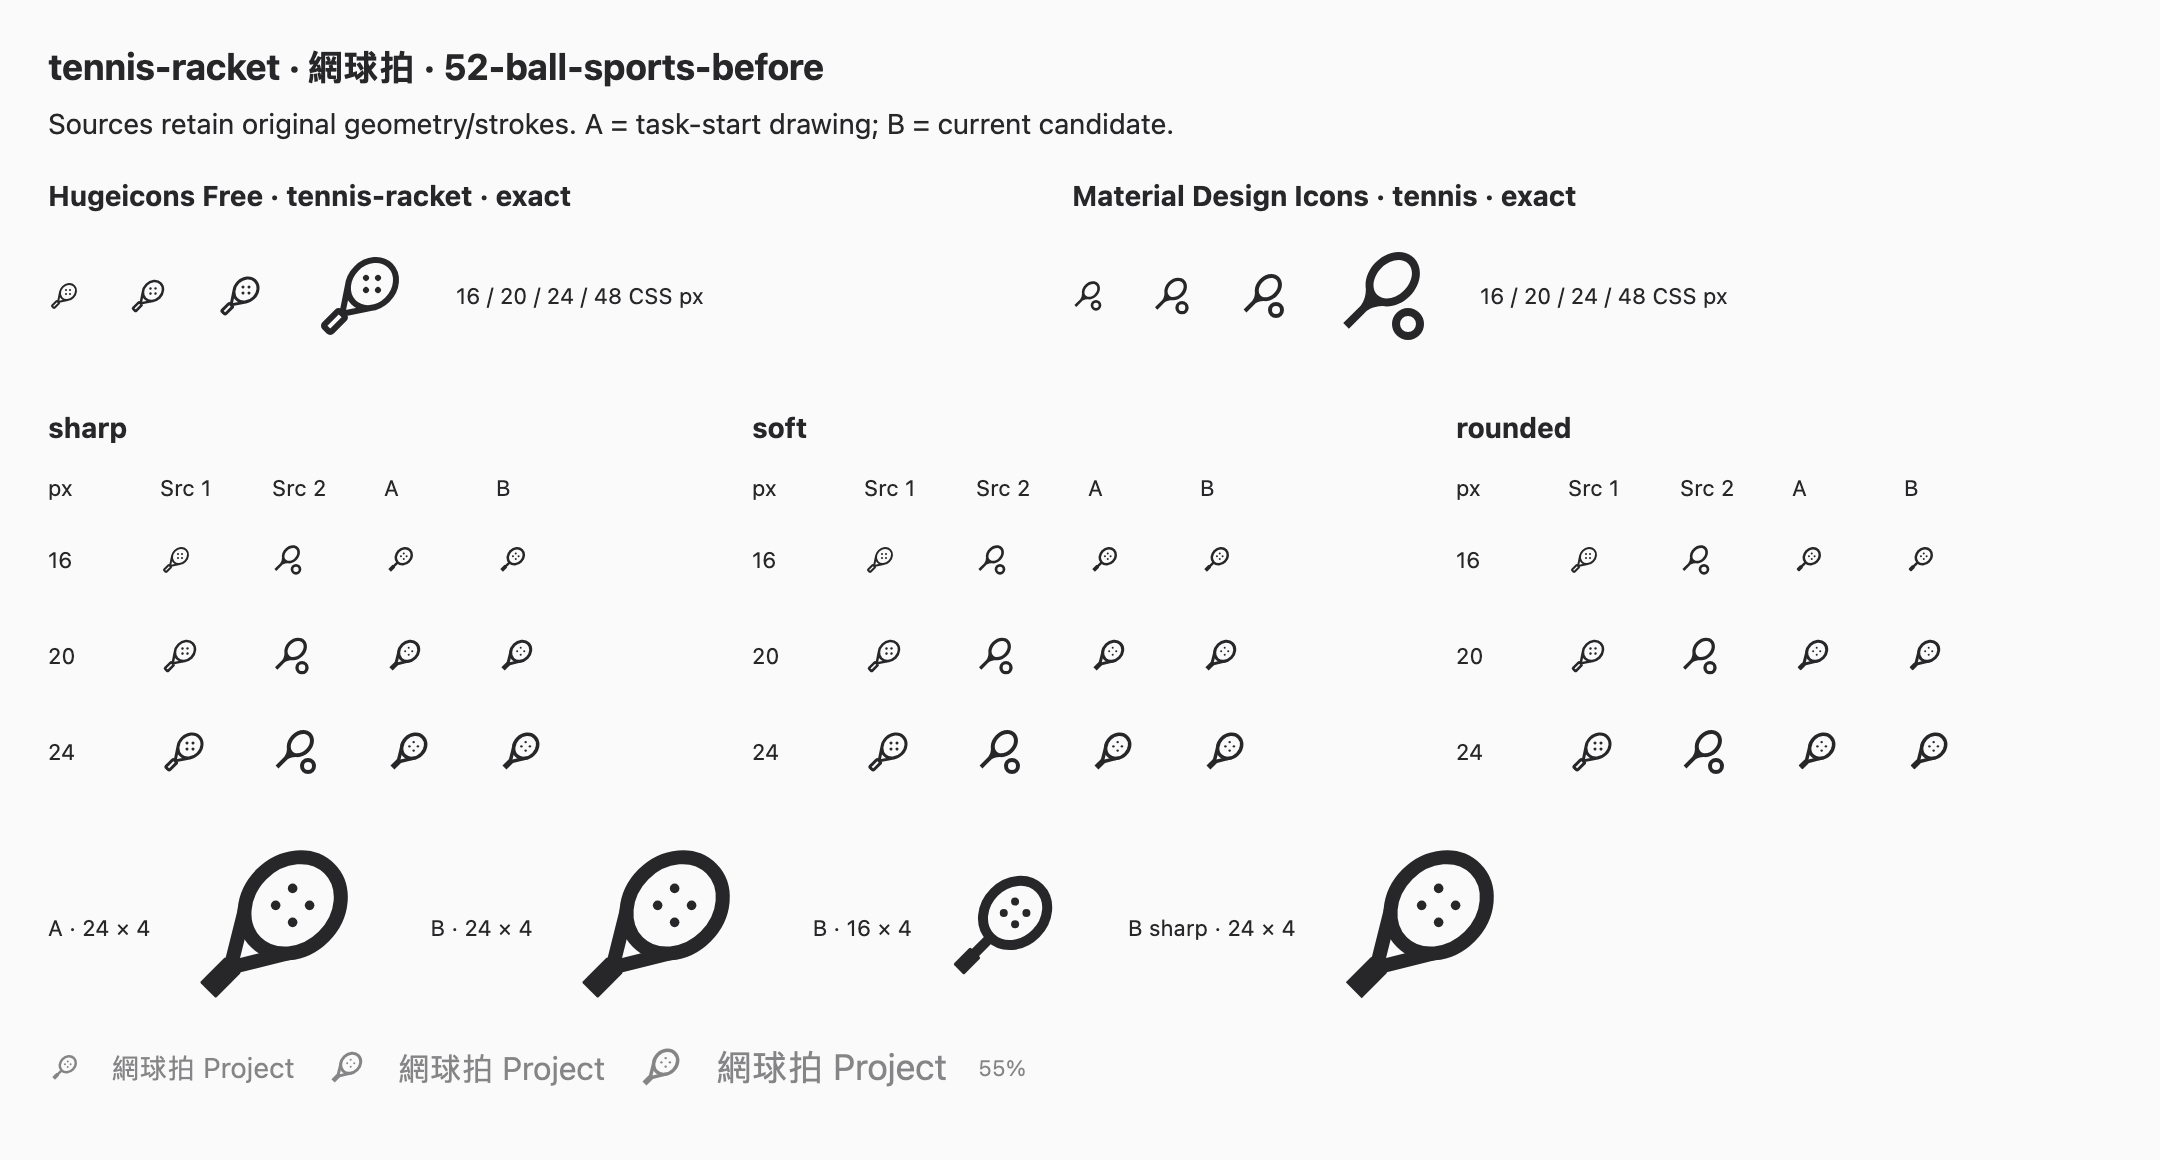 tennis-racket · 網球拍 · 52-ball-sports-before
Sources retain original geometry/strokes. A = task-start drawing; B = current candidate.
Hugeicons Free · tennis-racket · exact
Material Design Icons · tennis · exact
16 / 20 / 24 / 48 CSS px
16 / 20 / 24 / 48 CSS px
sharp
soft
rounded
px Src 1 Src 2 A B
px Src 1 Src 2 A B
px Src 1 Src 2 A B
16
16
16
20
20
20
24
24
24
A · 24 × 4
B · 24 × 4
B · 16 × 4
B sharp · 24 × 4
網球拍 Project
網球拍 Project
網球拍 Project
55%